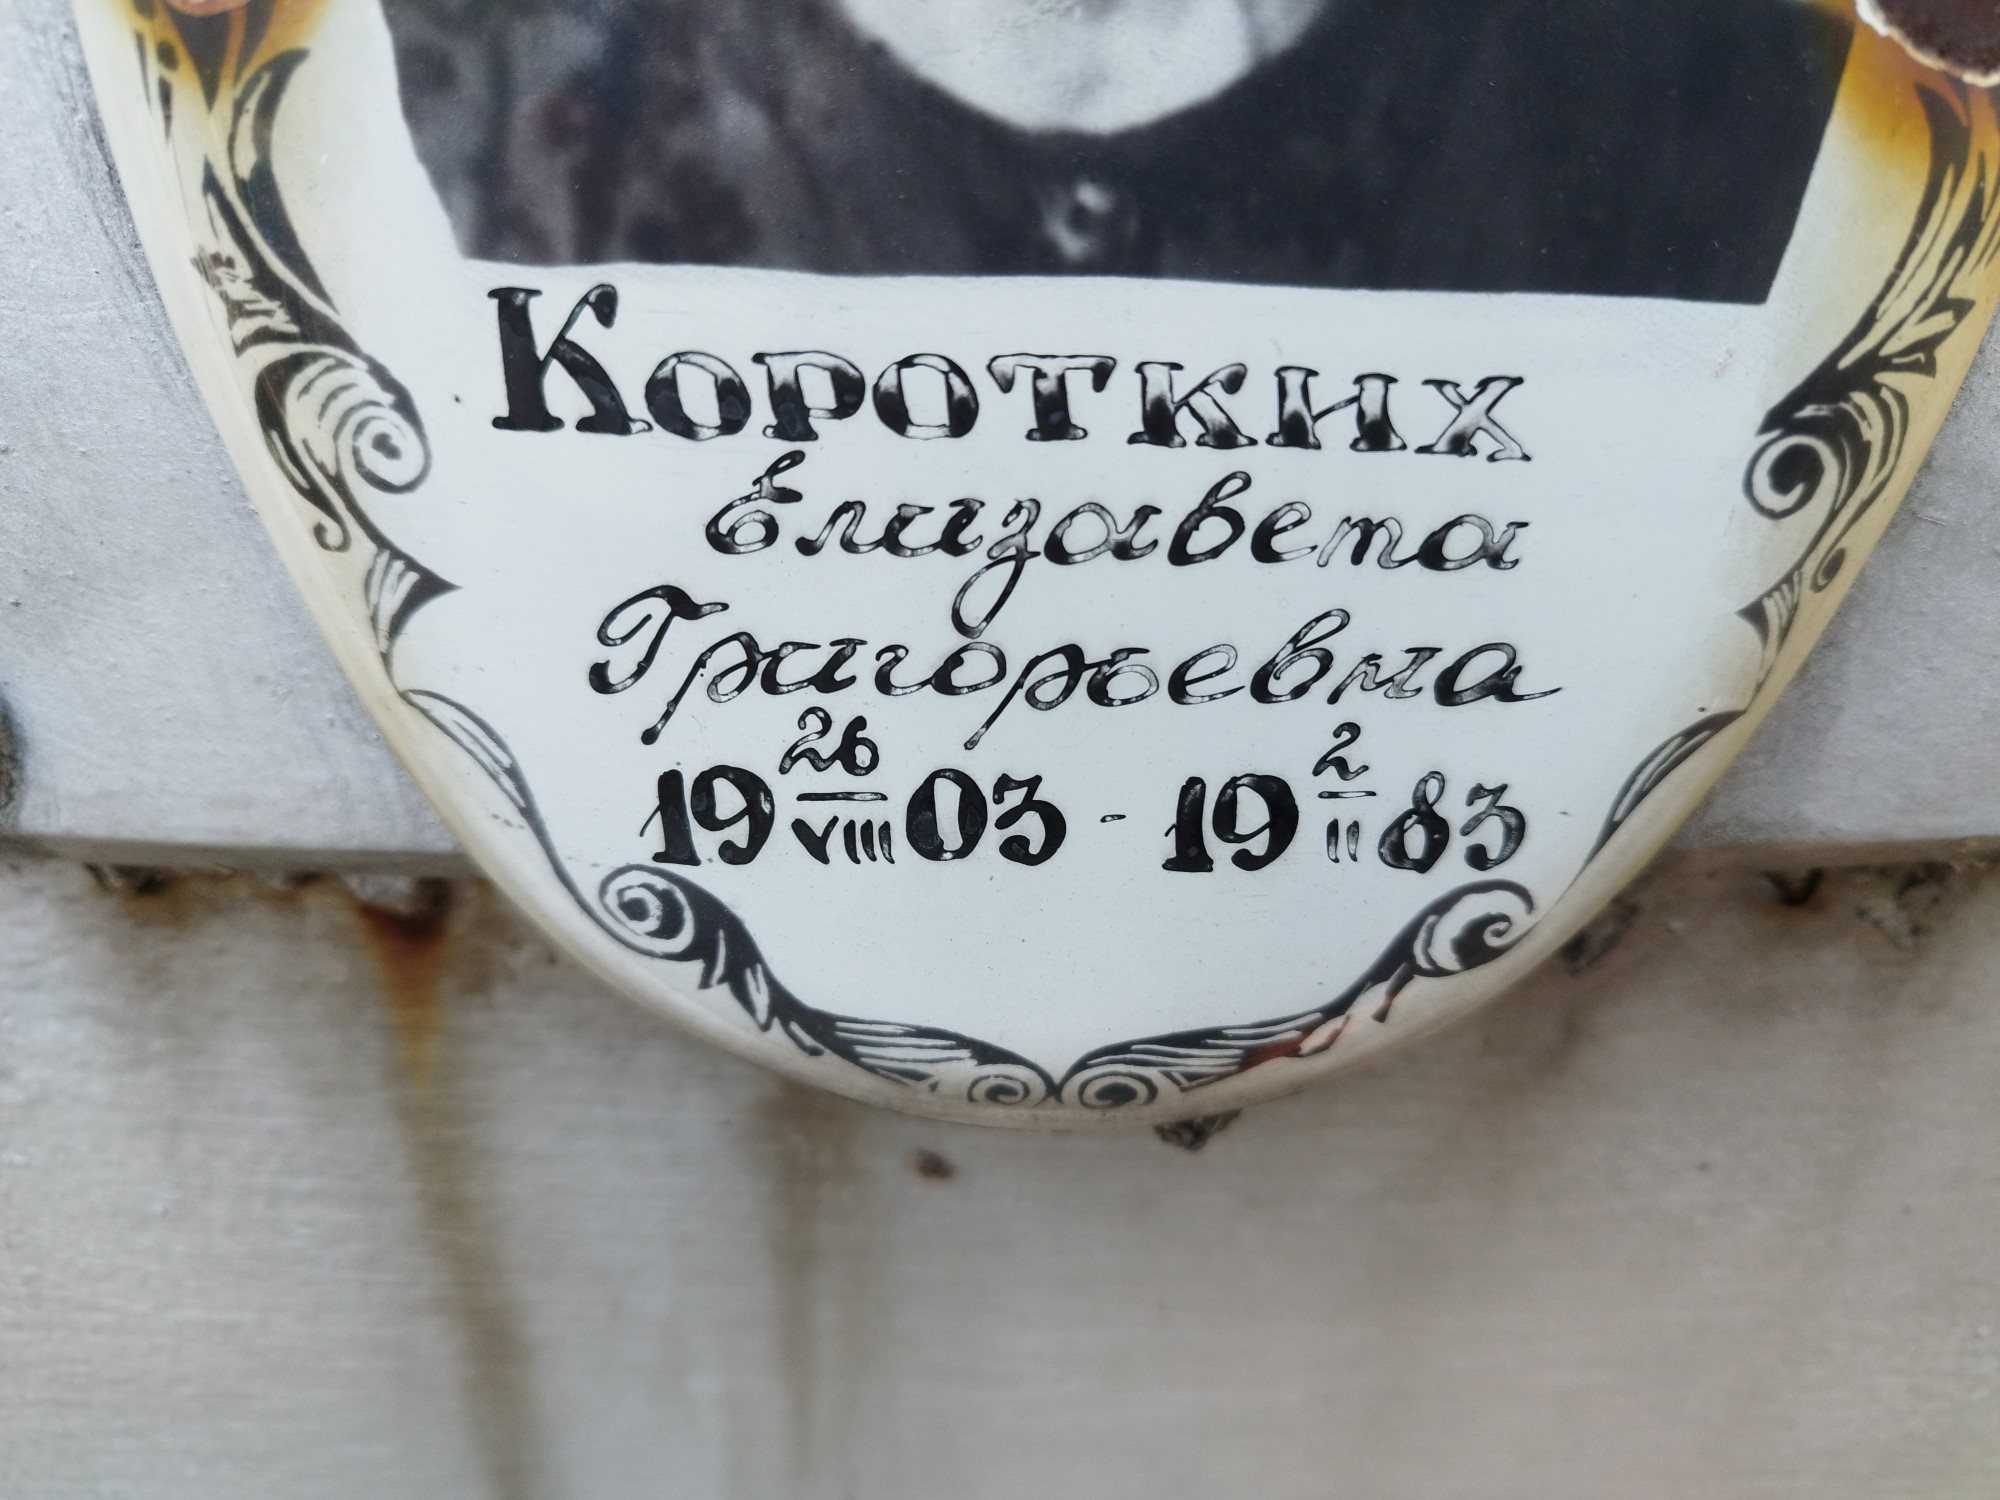 Коротких
Елизавета
Григорьевна
19 26/VIII 03 - 19 2/II 83